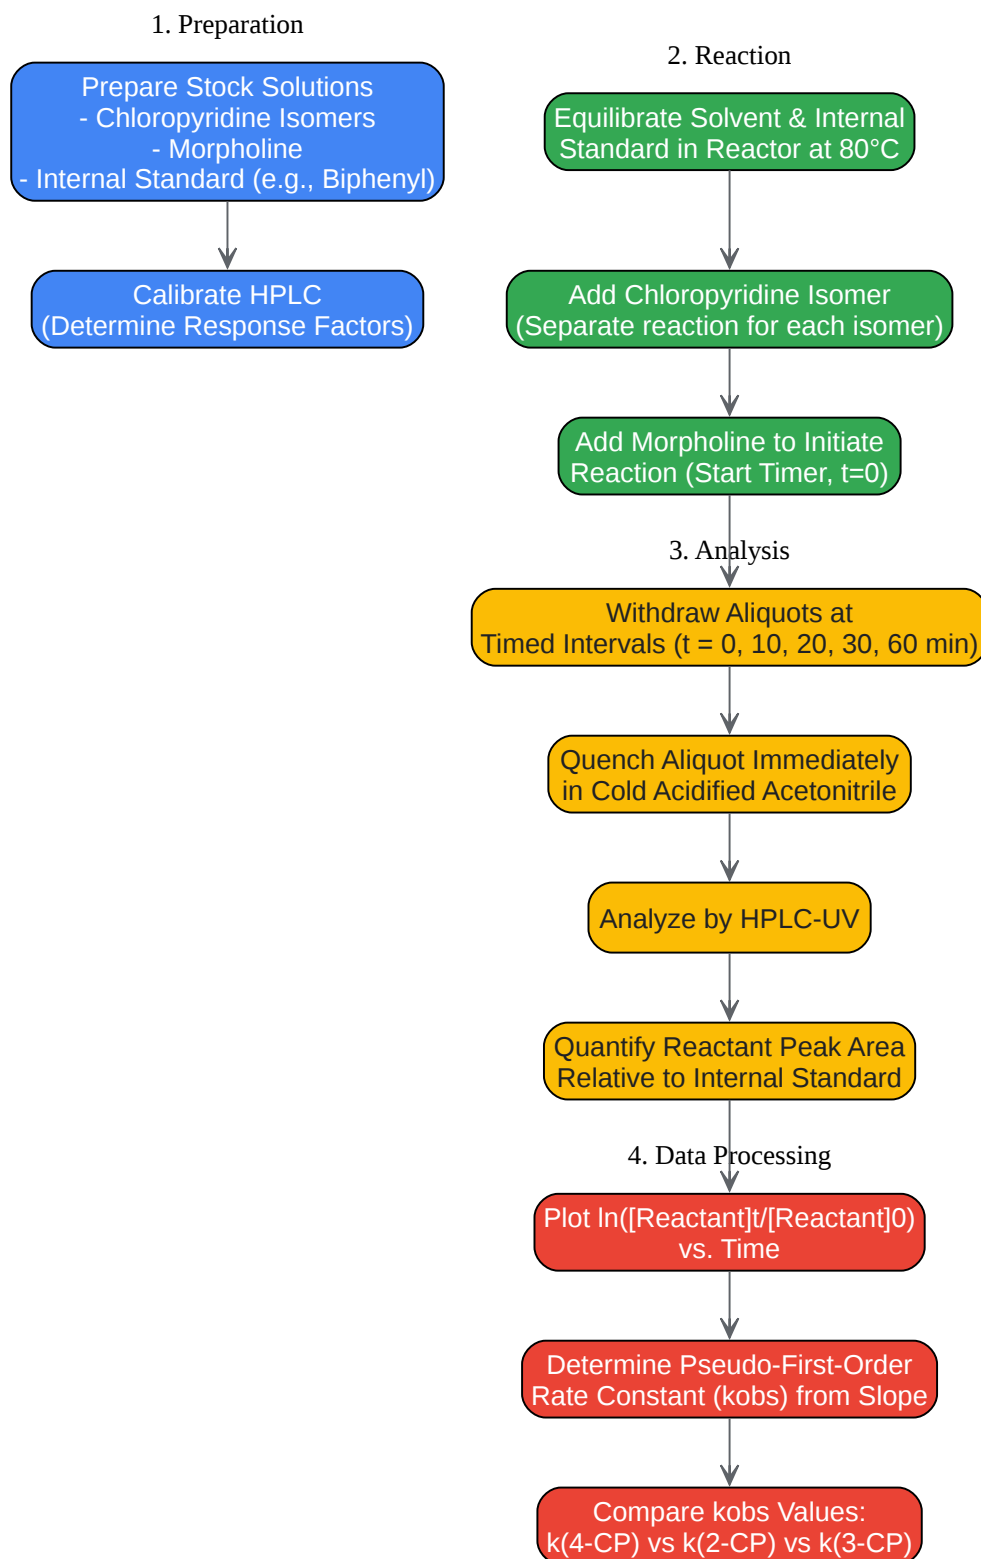 1. Preparation
Prepare Stock Solutions
- Chloropyridine Isomers
- Morpholine
- Internal Standard (e.g., Biphenyl)
Calibrate HPLC
(Determine Response Factors)
2. Reaction
Equilibrate Solvent & Internal
Standard in Reactor at 80°C
Add Chloropyridine Isomer
(Separate reaction for each isomer)
Add Morpholine to Initiate
Reaction (Start Timer, t=0)
3. Analysis
Withdraw Aliquots at
Timed Intervals (t = 0, 10, 20, 30, 60 min)
Quench Aliquot Immediately
in Cold Acidified Acetonitrile
Analyze by HPLC-UV
Quantify Reactant Peak Area
Relative to Internal Standard
4. Data Processing
Plot ln([Reactant]t/[Reactant]0)
vs. Time
Determine Pseudo-First-Order
Rate Constant (kobs) from Slope
Compare kobs Values:
k(4-CP) vs k(2-CP) vs k(3-CP)